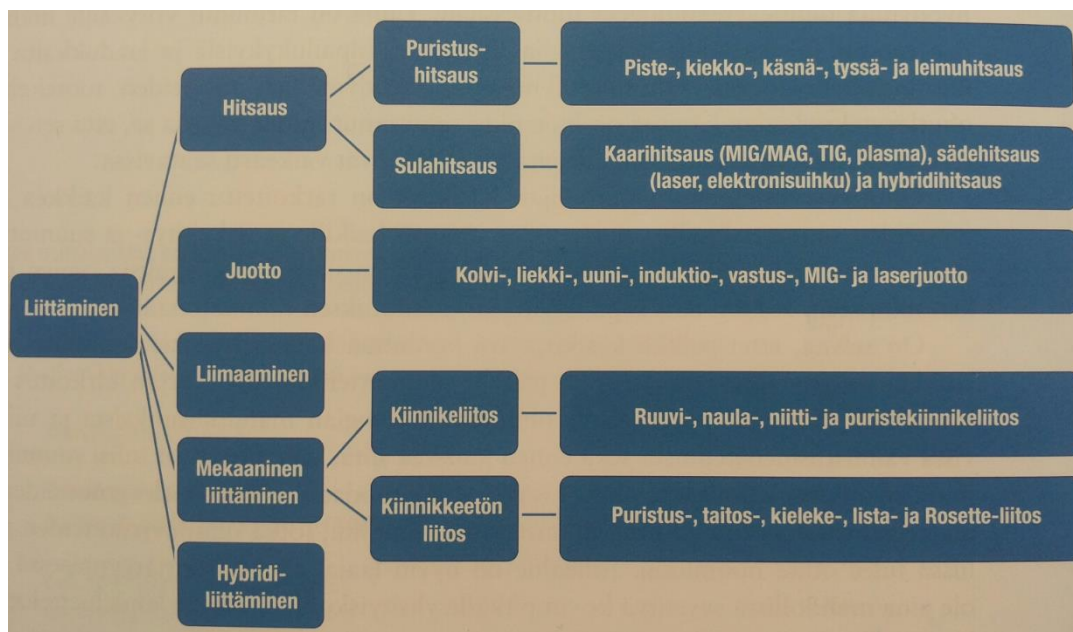 Puristus-
hitsaus
Piste-, kiekko-, käsnä-, tyssä- ja leimuhitsaus
Hitsaus
Sulahitsaus
Kaarihitsaus (MIG/MAG, TIG, plasma), sädehitsaus
(laser, elektronisuihku) ja hybridihitsaus
Juotto
Kolvi-, liekki-, uuni-, induktio-, vastus-, MIG- ja laserjuotto
Liittäminen
Liimaaminen
Kiinnikeliitos
Ruuvi-, naula-, niitti- ja puristekiinnikeliitos
Mekaaninen
liittäminen
Kiinnikkeetön
liitos
Puristus-, taitos-, kieleke-, lista- ja Rosette-liitos
Hybridi-
liittäminen